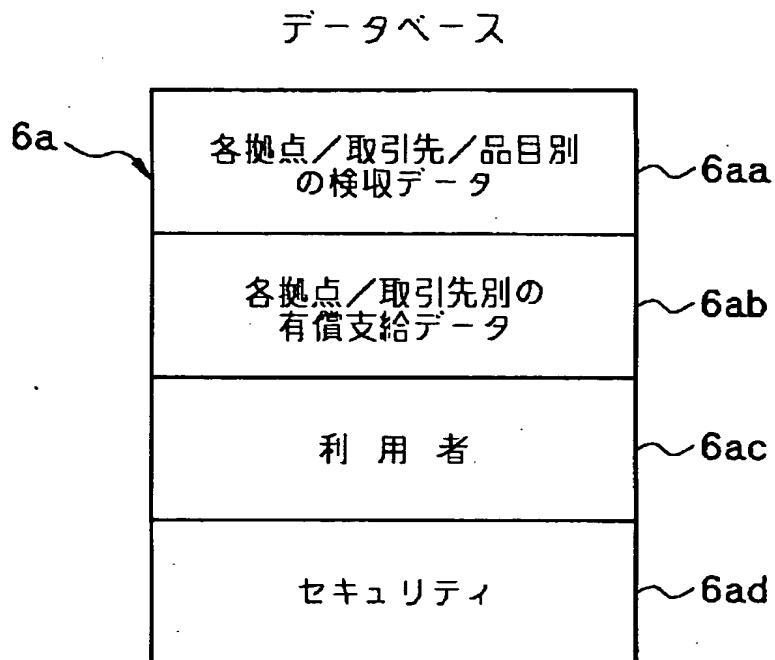 データベース
6a
各拠点／取引先／品目別
の検収データ
6aa
各拠点／取引先別の
有償支給データ
6ab
利用者
6ac
セキュリティ
6ad